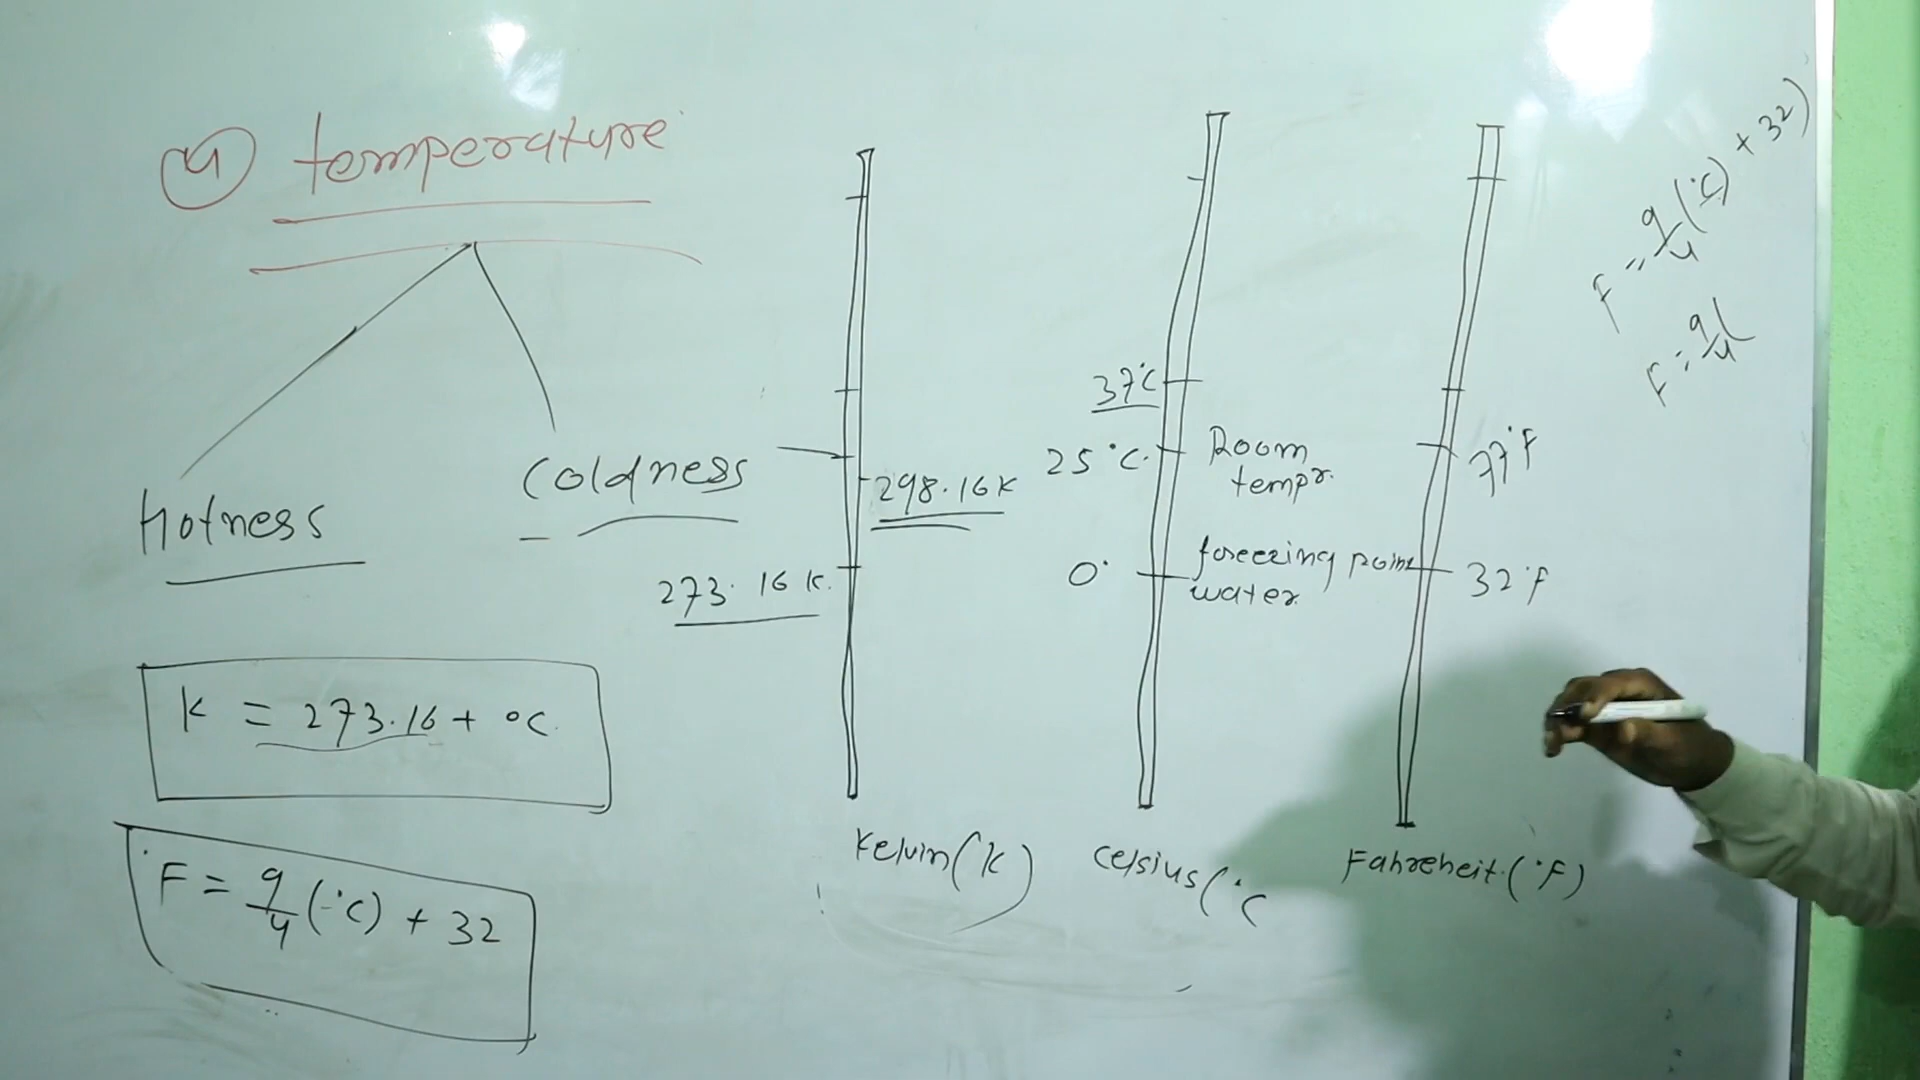 ④ temperature
Hotness
Coldness
K = 273.16 + °C
F = 9/4 (°C) + 32
298.16 K
273.16 K.
Kelvin (K)
37°C
25°C.
0°
Room
tempr.
freezing point
water
Celsius (°C
77°F
32°F
Fahreheit. (°F)
F = 9/4 (°C) + 32)
F = 9/4 (